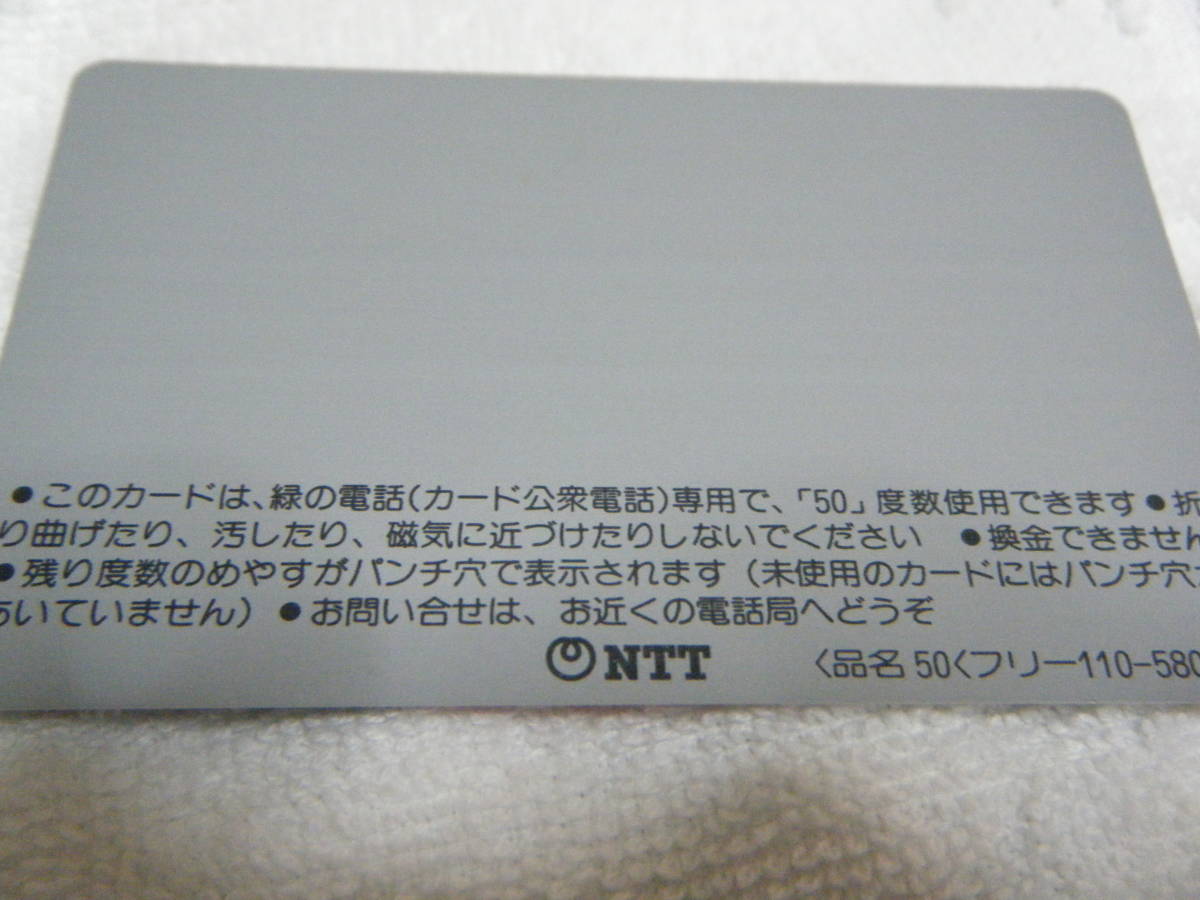 ●このカードは、緑の電話(カード公衆電話)専用で、「50」度数使用できます●折
り曲げたり、汚したり、磁気に近づけたりしないでください ●換金できません
●残り度数のめやすがパンチ穴で表示されます(未使用のカードにはパンチ穴
あいていません)●お問い合せは、お近くの電話局へどうぞ
NTT 〈品名50〈フリー110-580